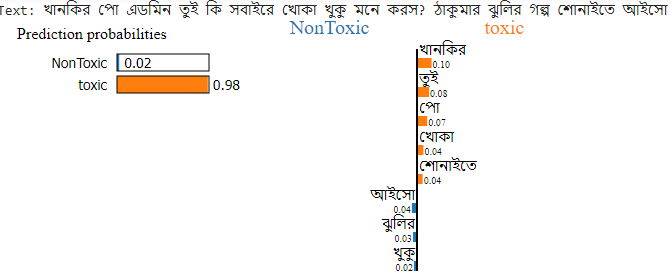 Text: খানকির পো এডমিন তুই কি সবাইরে খোকা খুকু মনে করস? ঠাকুমার ঝুলির গল্প শোনাইতে আইসো
Prediction probabilities
NonToxic 0.02
toxic 0.98
NonToxic toxic
খানকির
0.10
তুই
0.08
পো
0.07
খোকা
0.04
শোনাইতে
0.04
আইসো
0.04
ঝুলির
0.03
খুকু
0.02